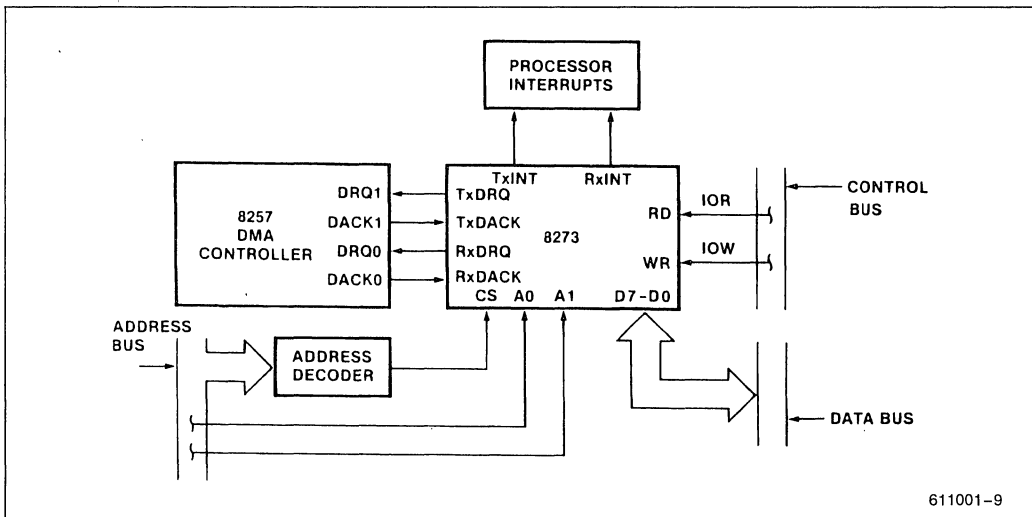 PROCESSOR
INTERRUPTS
TxINT
RxINT
8257
DMA
CONTROLLER
DRQ1
DACK1
DRQ0
DACK0
TxDRQ
TxDACK
RxDRQ
RxDACK
8273
RD
WR
CS A0 A1 D7-D0
IOR
IOW
CONTROL
BUS
ADDRESS
BUS
ADDRESS
DECODER
DATA BUS
611001-9